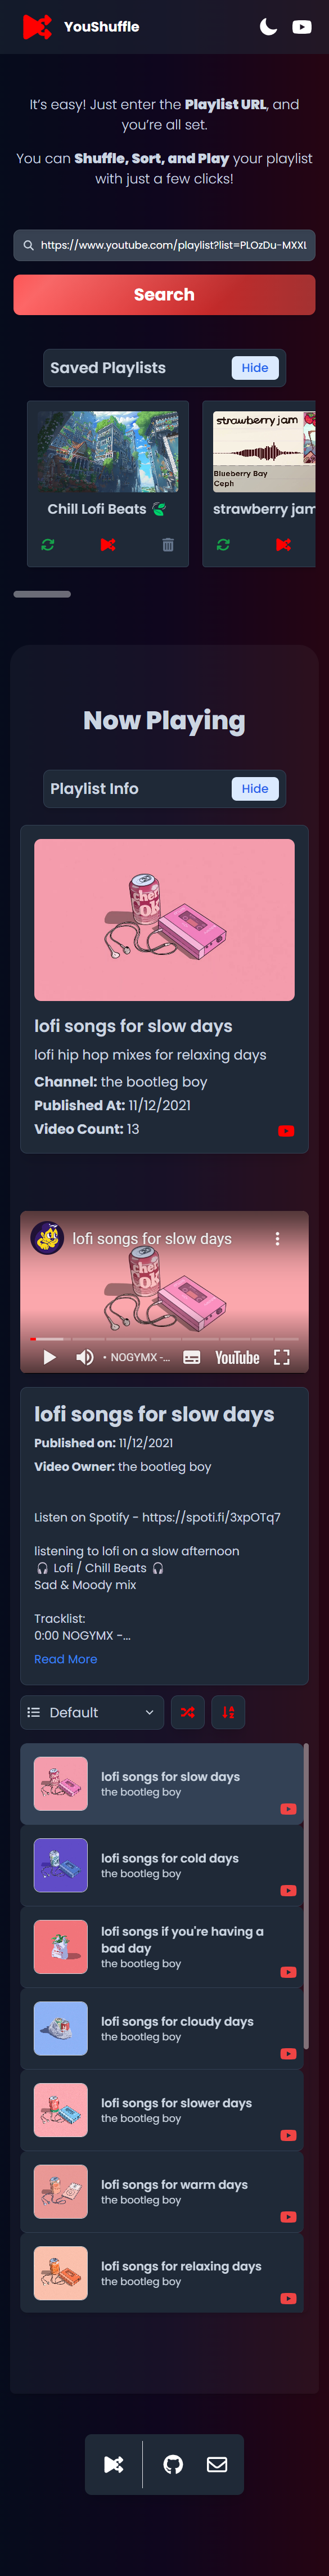 YouShuffle
It's easy! Just enter the Playlist URL, and
you're all set.
You can Shuffle, Sort, and Play your playlist
with just a few clicks!
https://www.youtube.com/playlist?list=PLOzDu-MXXL
Search
Saved Playlists
Hide
Chill Lofi Beats 🍃
strawberry jam
Blueberry Bay
Ceph
strawberry jam
Now Playing
Playlist Info
Hide
cherry
COK
lofi songs for slow days
lofi hip hop mixes for relaxing days
Channel: the bootleg boy
Published At: 11/12/2021
Video Count: 13
lofi songs for slow days
• NOGYMX -...
YouTube
lofi songs for slow days
Published on: 11/12/2021
Video Owner: the bootleg boy
Listen on Spotify - https://spoti.fi/3xpOTq7
listening to lofi on a slow afternoon
🎧 Lofi / Chill Beats 🎧
Sad & Moody mix
Tracklist:
0:00 NOGYMX -...
Read More
Default
lofi songs for slow days
the bootleg boy
lofi songs for cold days
the bootleg boy
lofi songs if you're having a
bad day
the bootleg boy
lofi songs for cloudy days
the bootleg boy
lofi songs for slower days
the bootleg boy
lofi songs for warm days
the bootleg boy
lofi songs for relaxing days
the bootleg boy